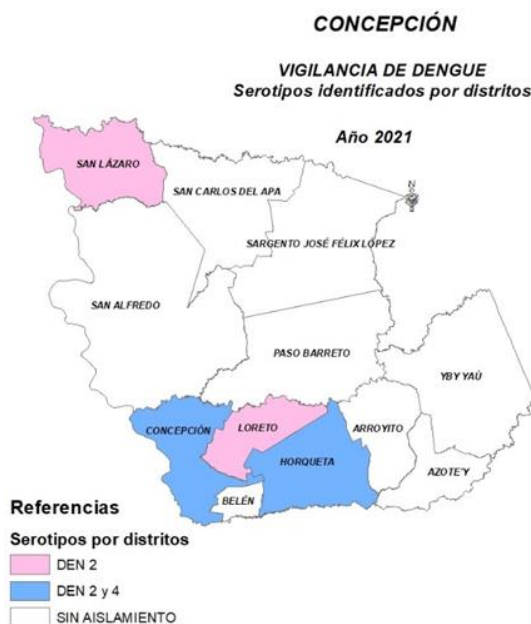 CONCEPCIÓN
VIGILANCIA DE DENGUE
Serotipos identificados por distritos
Año 2021
SAN LÁZARO
SAN CARLOS DEL APA
N
SARGENTO JOSÉ FÉLIX LÓPEZ
SAN ALFREDO
PASO BARRETO
YBY YAÚ
CONCEPCIÓN
LORETO
ARROYITO
HORQUETA
AZOTE'Y
BELÉN
Referencias
Serotipos por distritos
DEN 2
DEN 2 y 4
SIN AISLAMIENTO